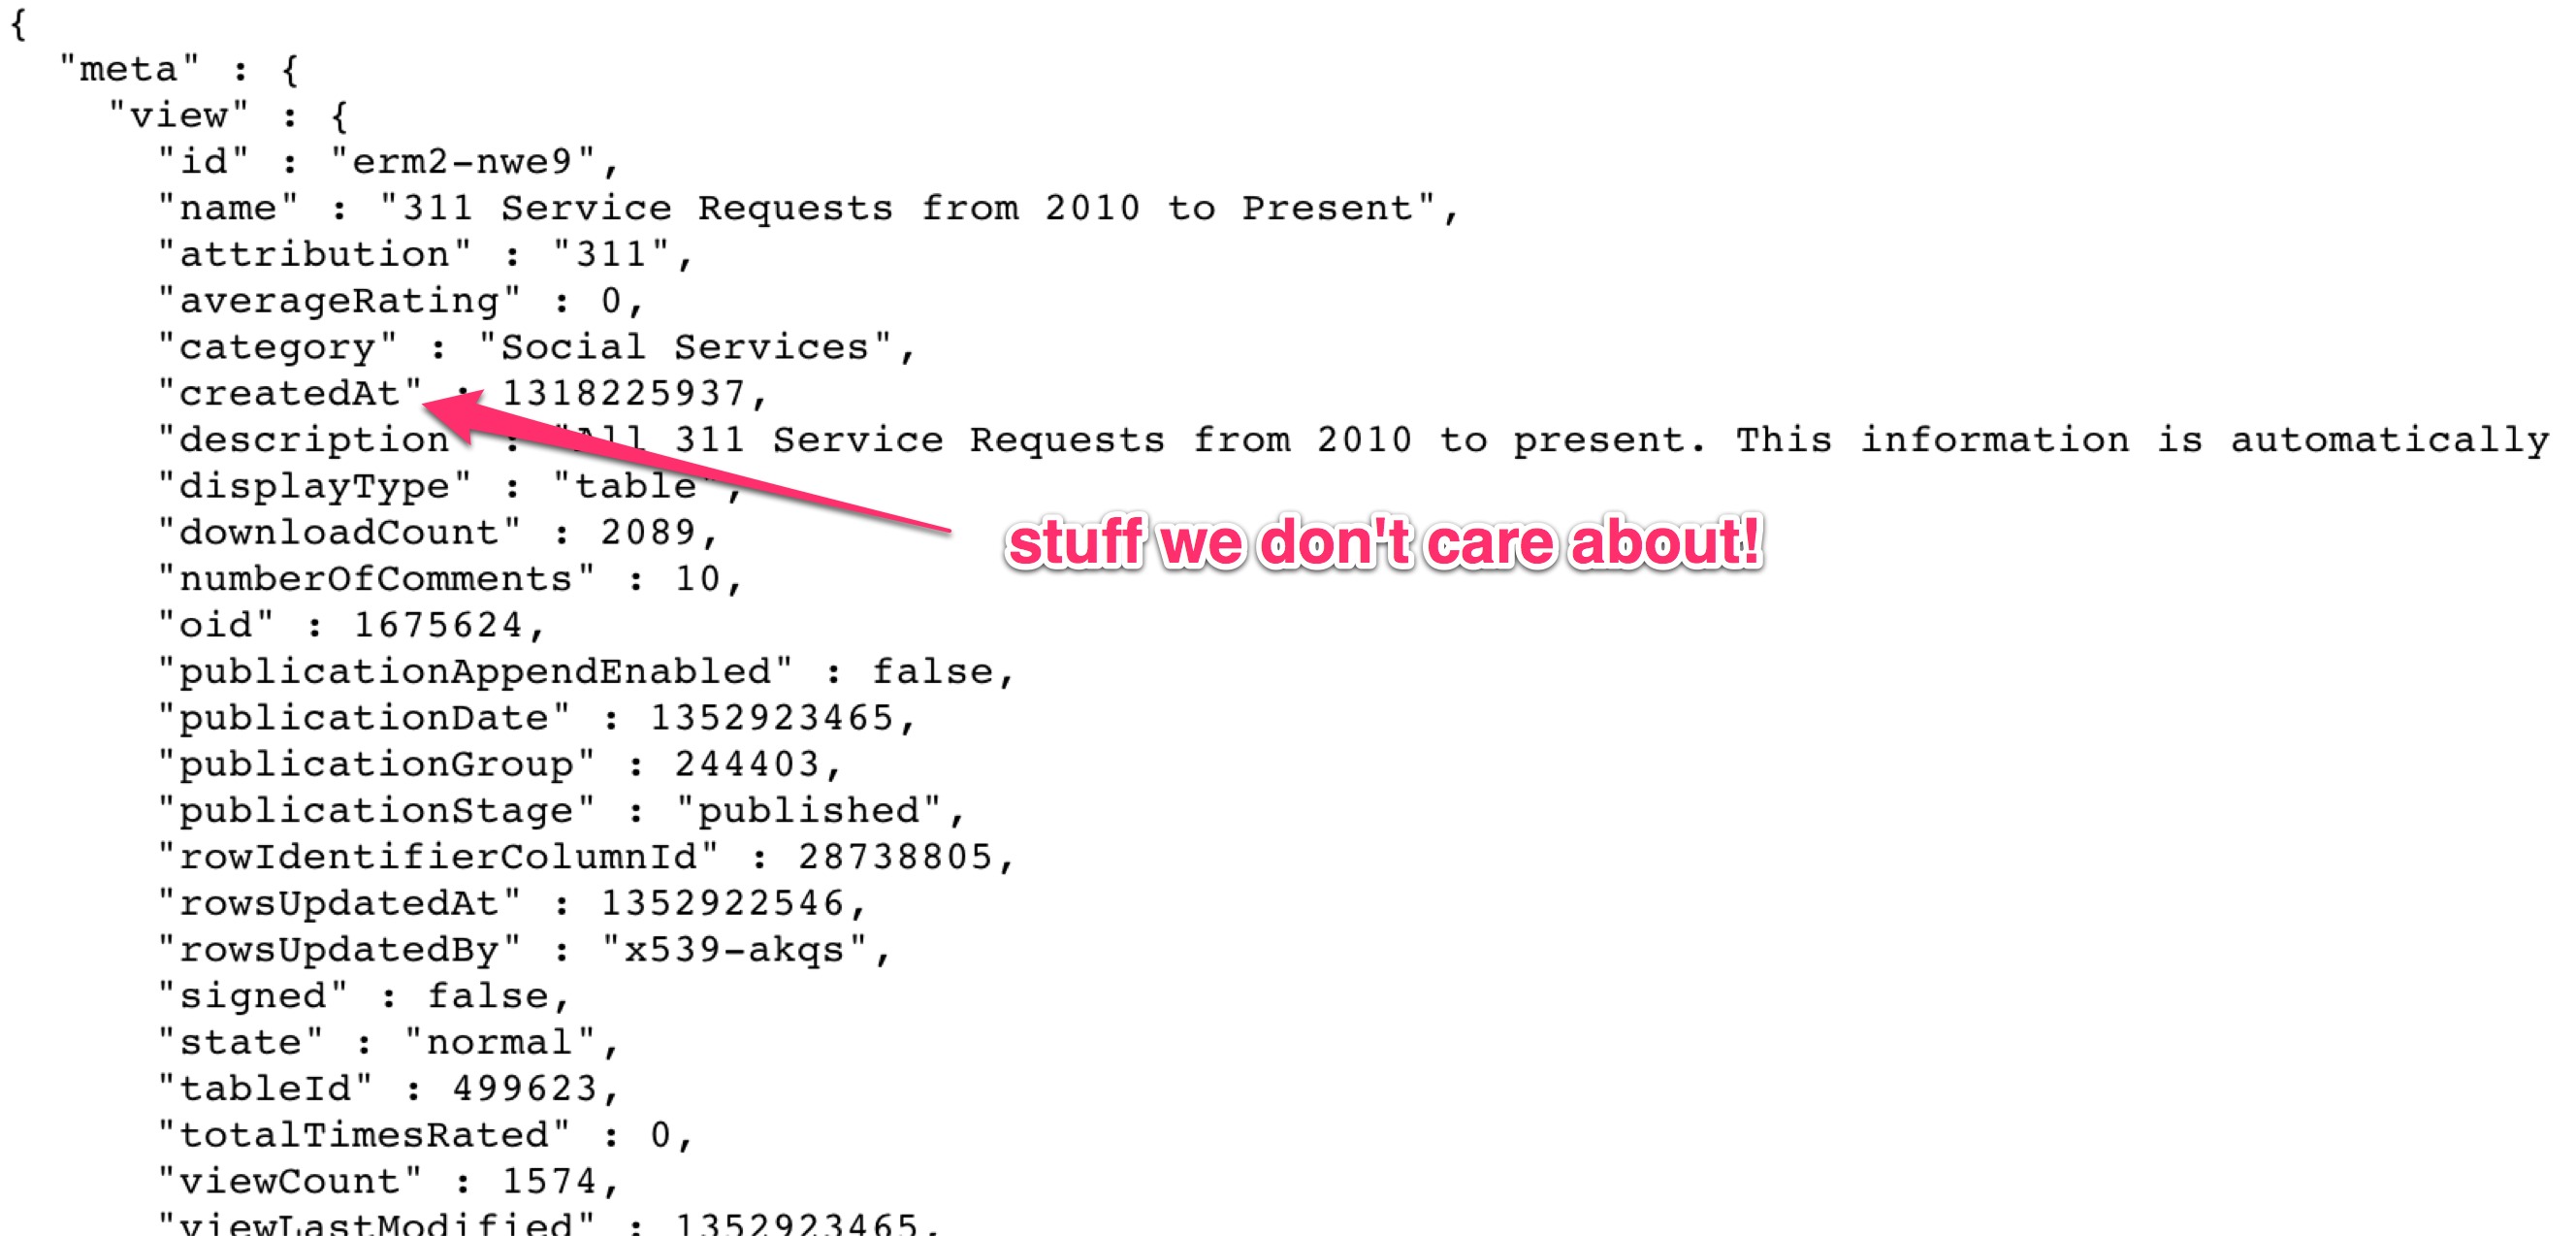 {
"meta" : {
"view" : {
"id" : "erm2-nwe9",
"name" : "311 Service Requests from 2010 to Present",
"attribution" : "311",
"averageRating" : 0,
"category" : "Social Services",
"createdAt" : 1318225937,
"description : "All 311 Service Requests from 2010 to present. This information is automatically
"displayType" : "table",
"downloadCount" : 2089,
stuff we don't care about!
"numberOfComments" : 10,
"oid" : 1675624,
"publicationAppendEnabled" : false,
"publicationDate" : 1352923465,
"publicationGroup" : 244403,
"publicationStage" : "published",
"rowIdentifierColumnId" : 28738805,
"rowsUpdatedAt" : 1352922546,
"rowsUpdatedBy" : "x539-akqs",
"signed" : false,
"state" : "normal",
"tableId" : 499623,
"totalTimesRated" : 0,
"viewCount" : 1574,
"viewLastModified" : 1352923465,